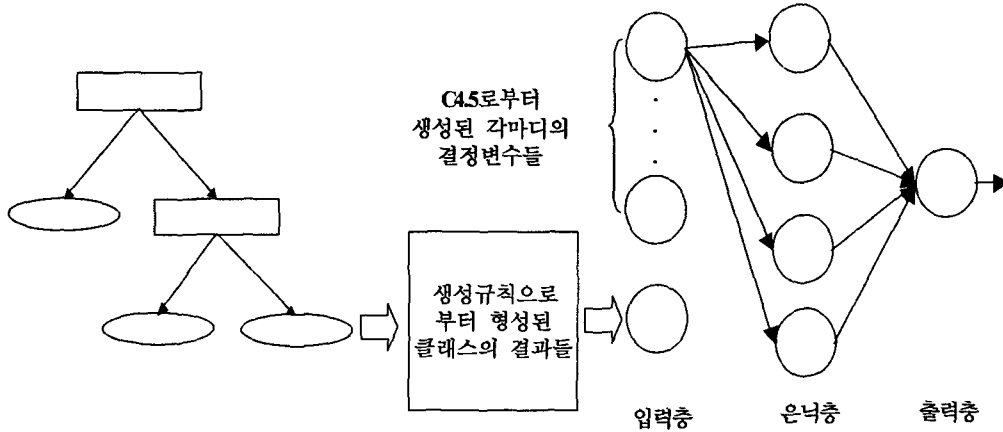 C4.5로부터
생성된 각마디의
결정변수들
생성규칙으로
부터 형성된
클래스의 결과들
입력층
은닉층
출력층